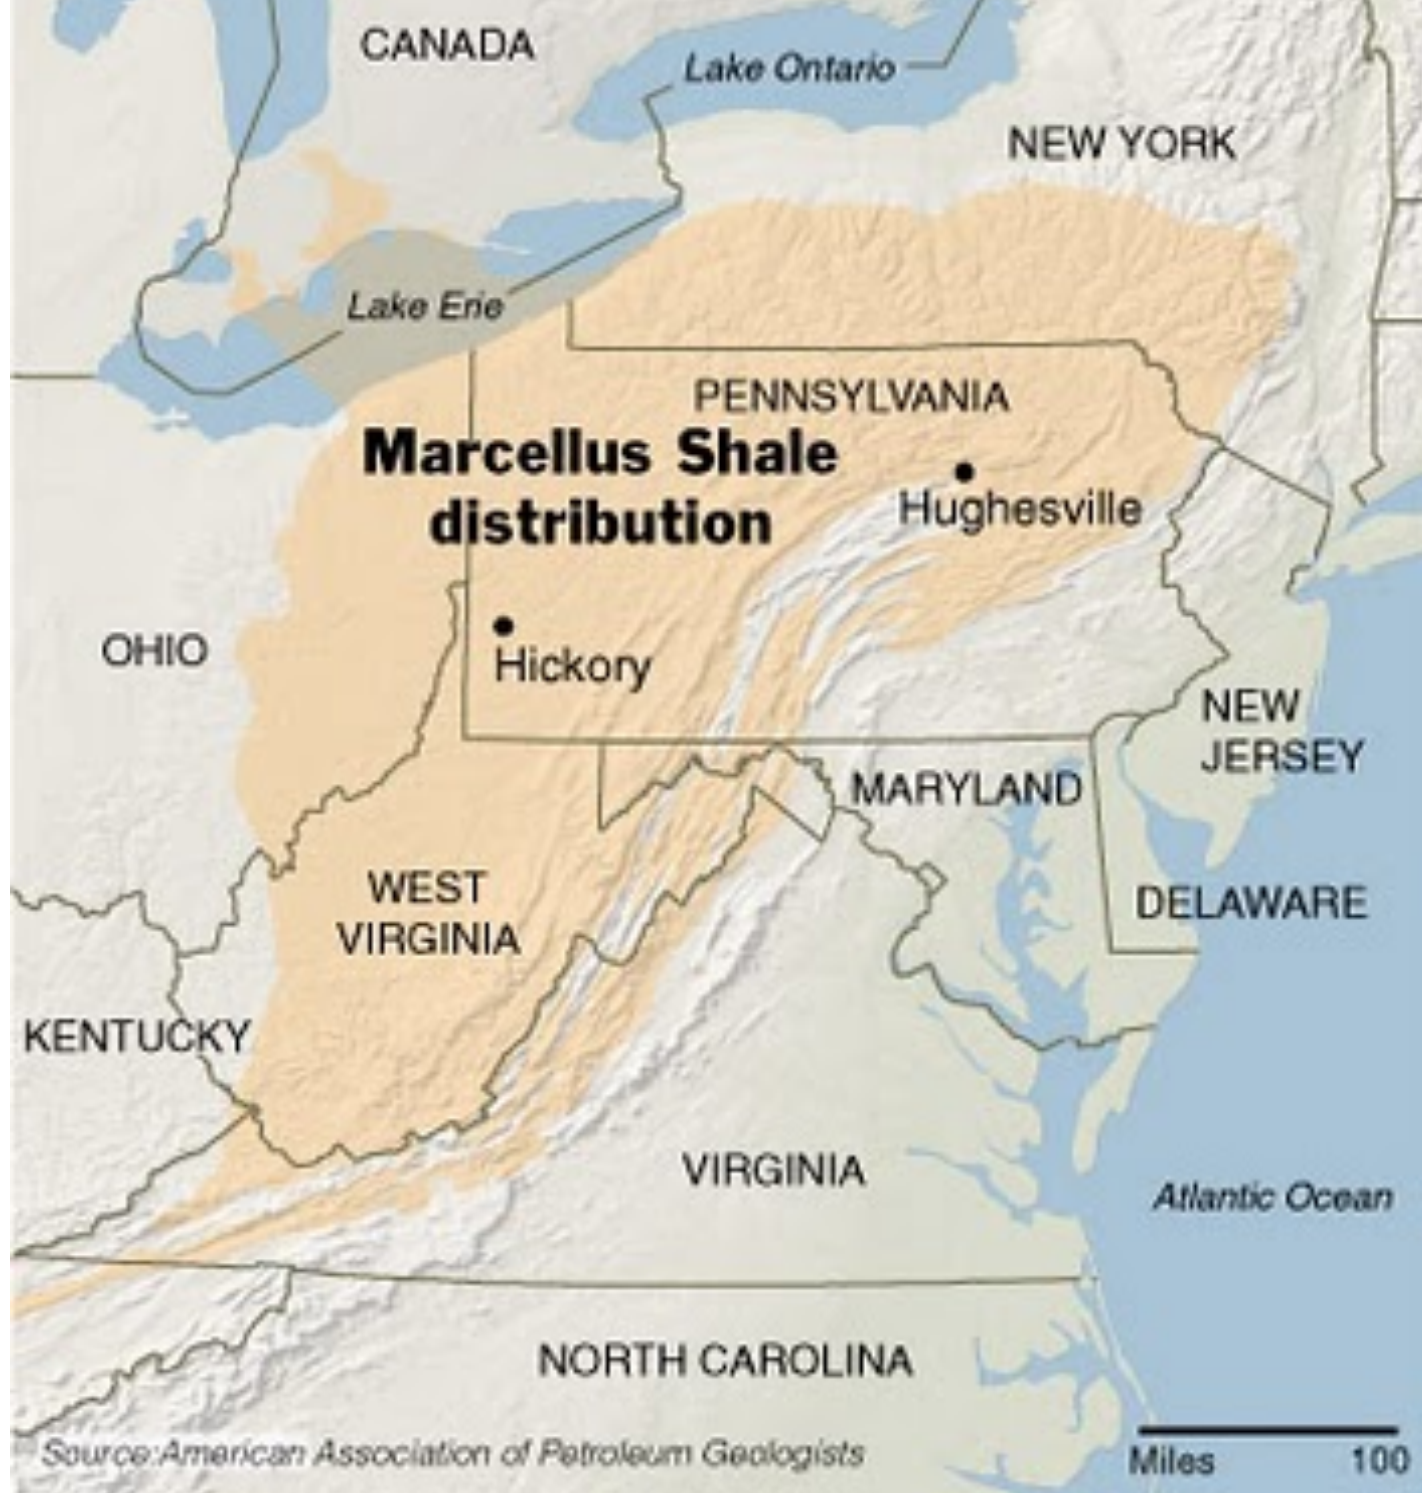 CANADA
Lake Ontario
NEW YORK
Lake Erie
PENNSYLVANIA
Marcellus Shale
distribution
Hughesville
OHIO
Hickory
NEW
JERSEY
MARYLAND
WEST
VIRGINIA
DELAWARE
KENTUCKY
VIRGINIA
Atlantic Ocean
NORTH CAROLINA
Source:American Association of Petroleum Geologists
Miles 100